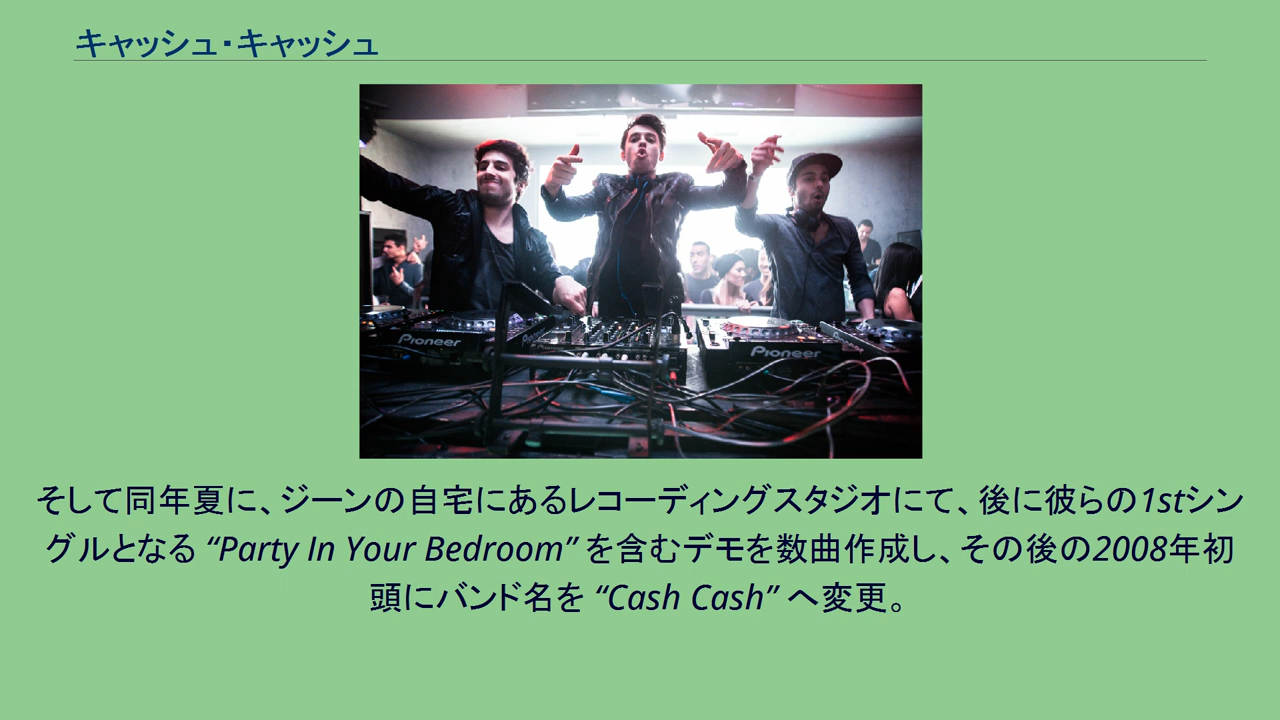 キャッシュ・キャッシュ
Pioneer
Pioneer
そして同年夏に、ジーンの自宅にあるレコーディングスタジオにて、後に彼らの1stシン
グルとなる “Party In Your Bedroom” を含むデモを数曲作成し、その後の2008年初
頭にバンド名を “Cash Cash” へ変更。